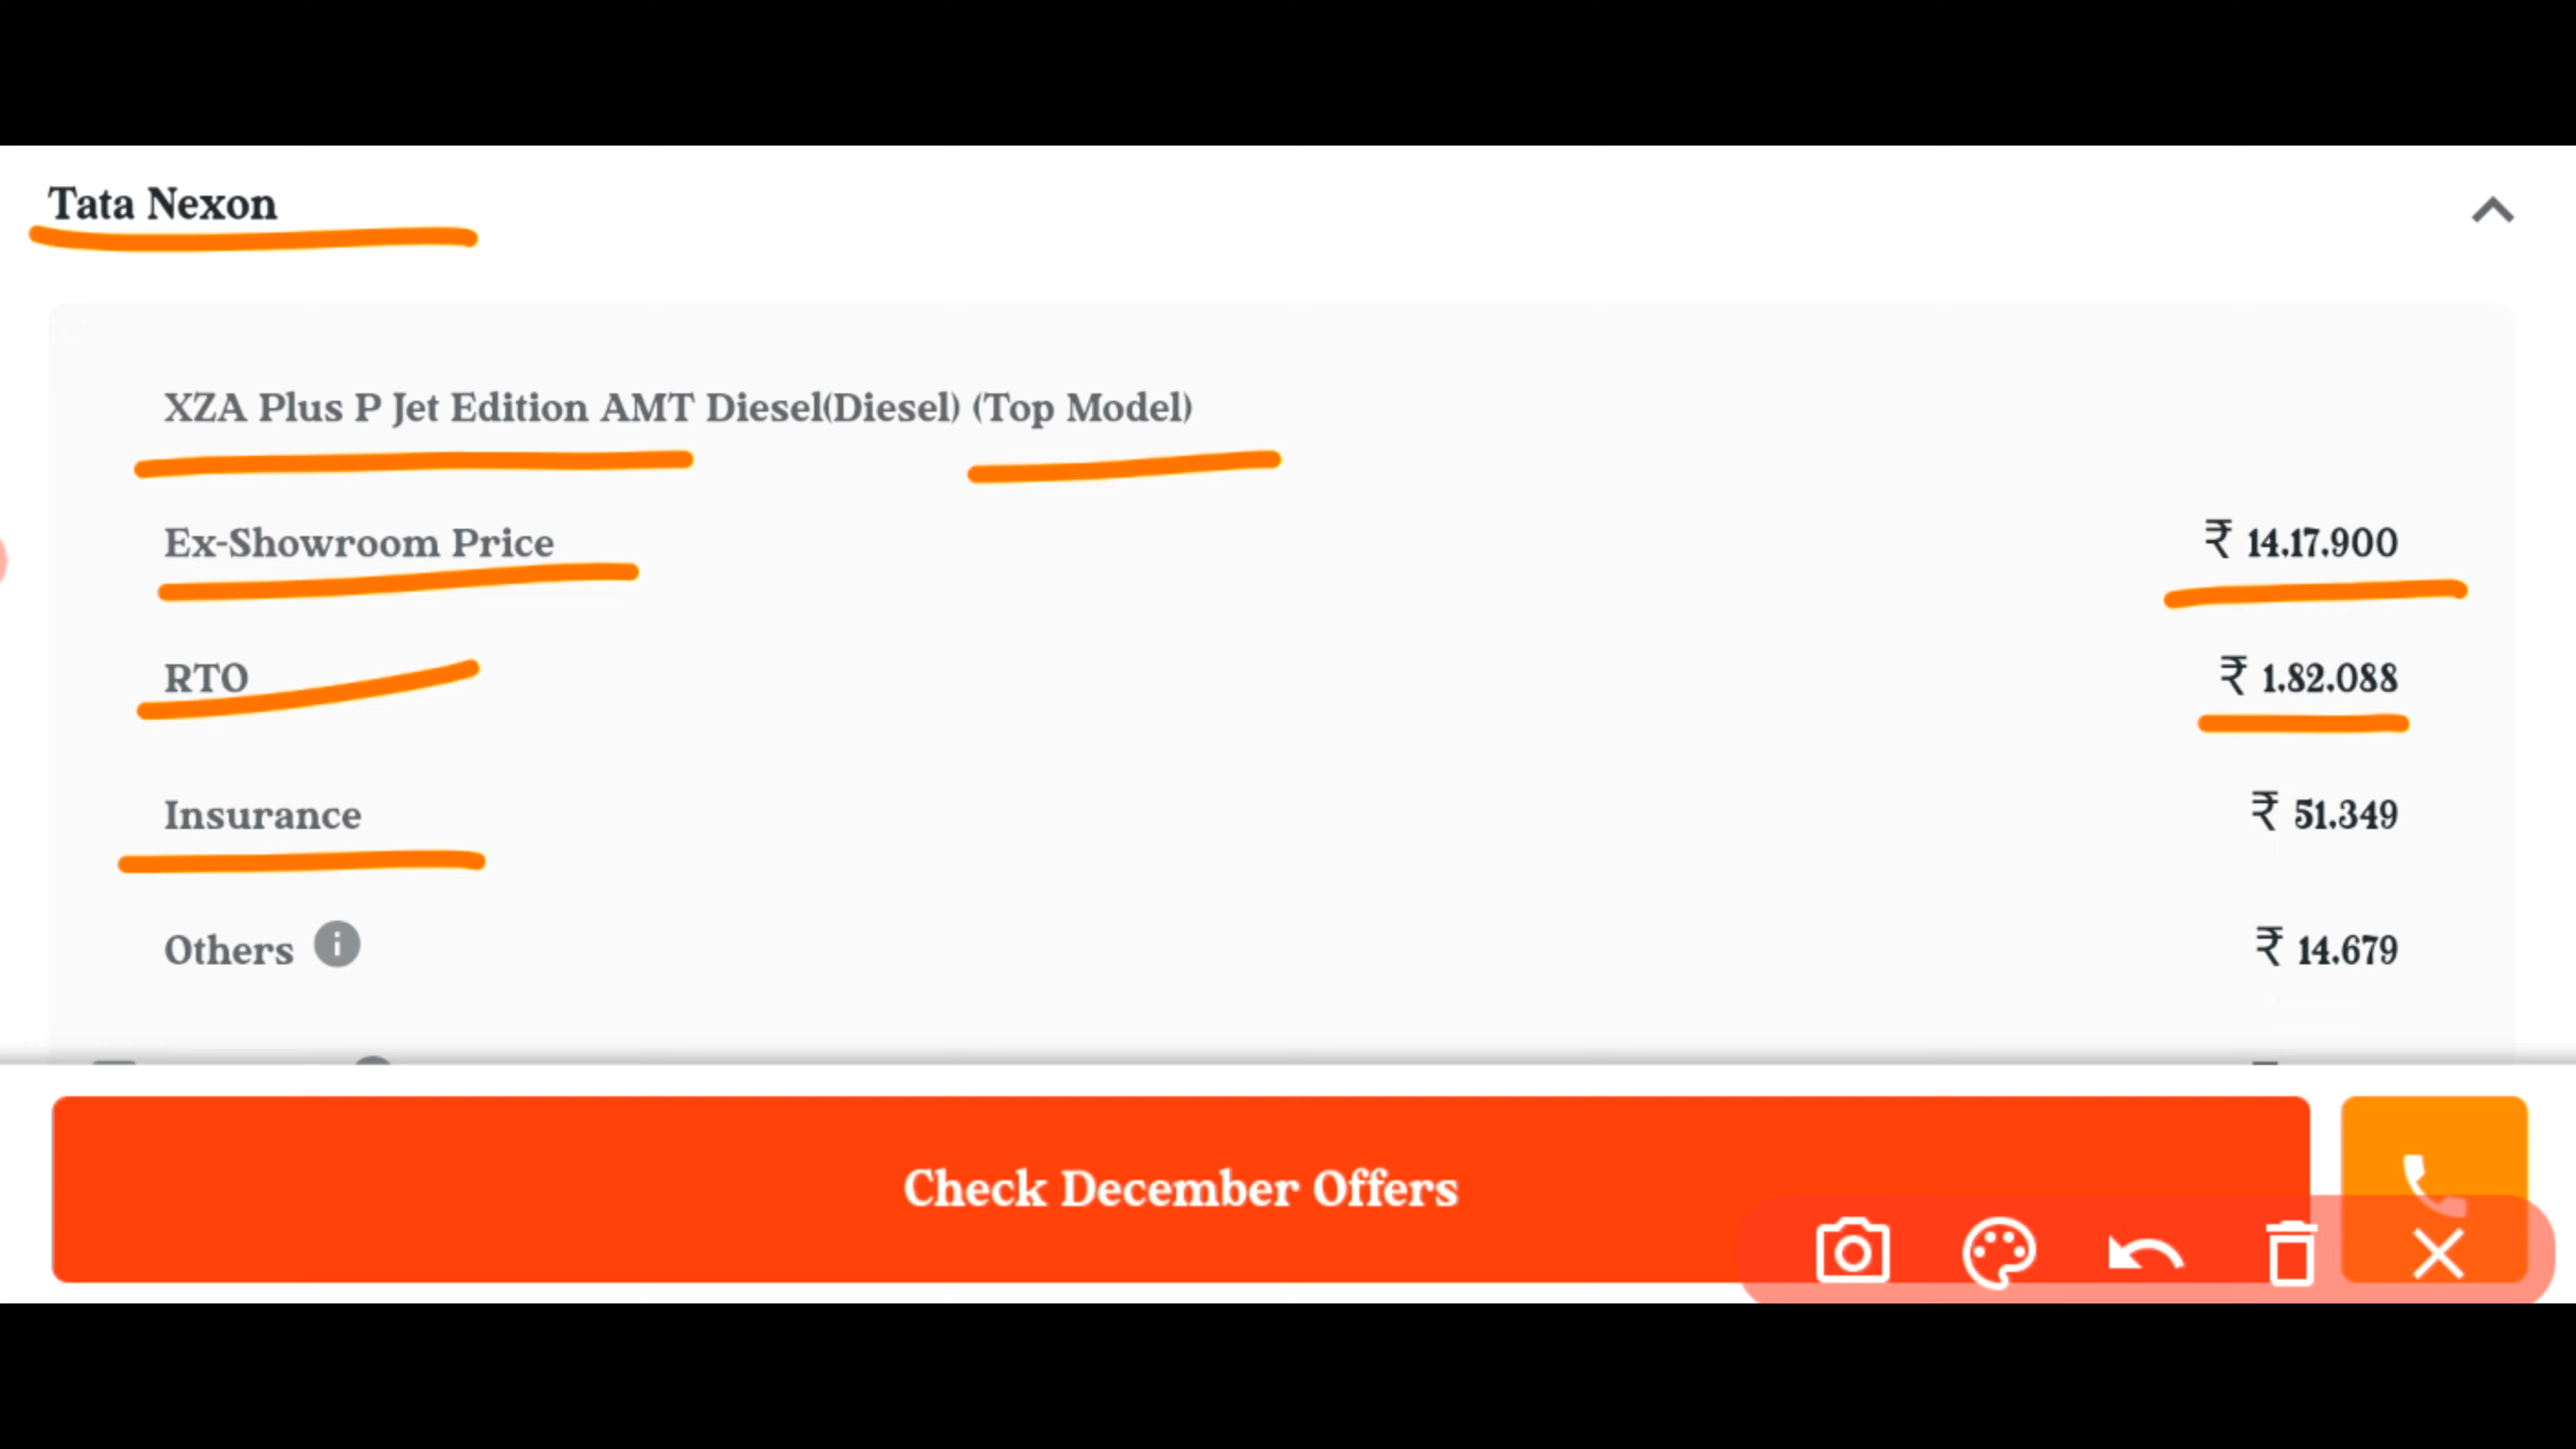 Tata Nexon
XZA Plus P Jet Edition AMT Diesel(Diesel) (Top Model)
Ex-Showroom Price ₹ 14,17,900
RTO ₹ 1,82,088
Insurance ₹ 51,349
Others ₹ 14,679
Check December Offers